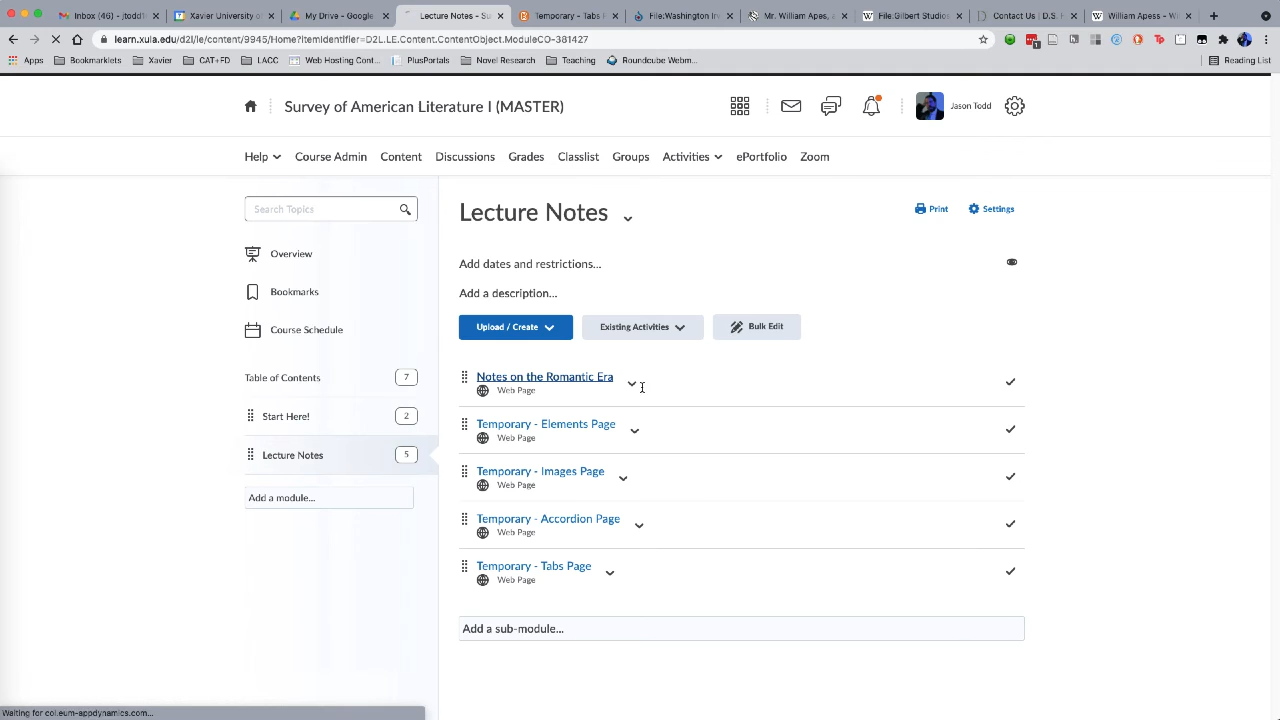 Inbox (46) - jtodd1
Xavier University of
My Drive - Google
Lecture Notes - Su
Temporary - Tabs P
File:Washington Irv
Mr. William Apes, a
File:Gilbert Studios
Contact Us | D.S. H
William Apess - W
learn.xula.edu/d2l/le/content/9945/Home?itemIdentifier=D2L.LE.Content.ContentObject.ModuleCO-381427
Apps
Bookmarklets
Xavier
CAT+FD
LACC
Web Hosting Cont...
PlusPortals
Novel Research
Teaching
Roundcube Webm...
Reading List
Survey of American Literature I (MASTER)
Jason Todd
Help
Course Admin
Content
Discussions
Grades
Classlist
Groups
Activities
ePortfolio
Zoom
Search Topics
Overview
Bookmarks
Course Schedule
Table of Contents 7
Start Here! 2
Lecture Notes 5
Add a module...
Lecture Notes
Print
Settings
Add dates and restrictions...
Add a description...
Upload / Create
Existing Activities
Bulk Edit
Notes on the Romantic Era
Web Page
Temporary - Elements Page
Web Page
Temporary - Images Page
Web Page
Temporary - Accordion Page
Web Page
Temporary - Tabs Page
Web Page
Add a sub-module...
Waiting for col.eum-appdynamics.com...